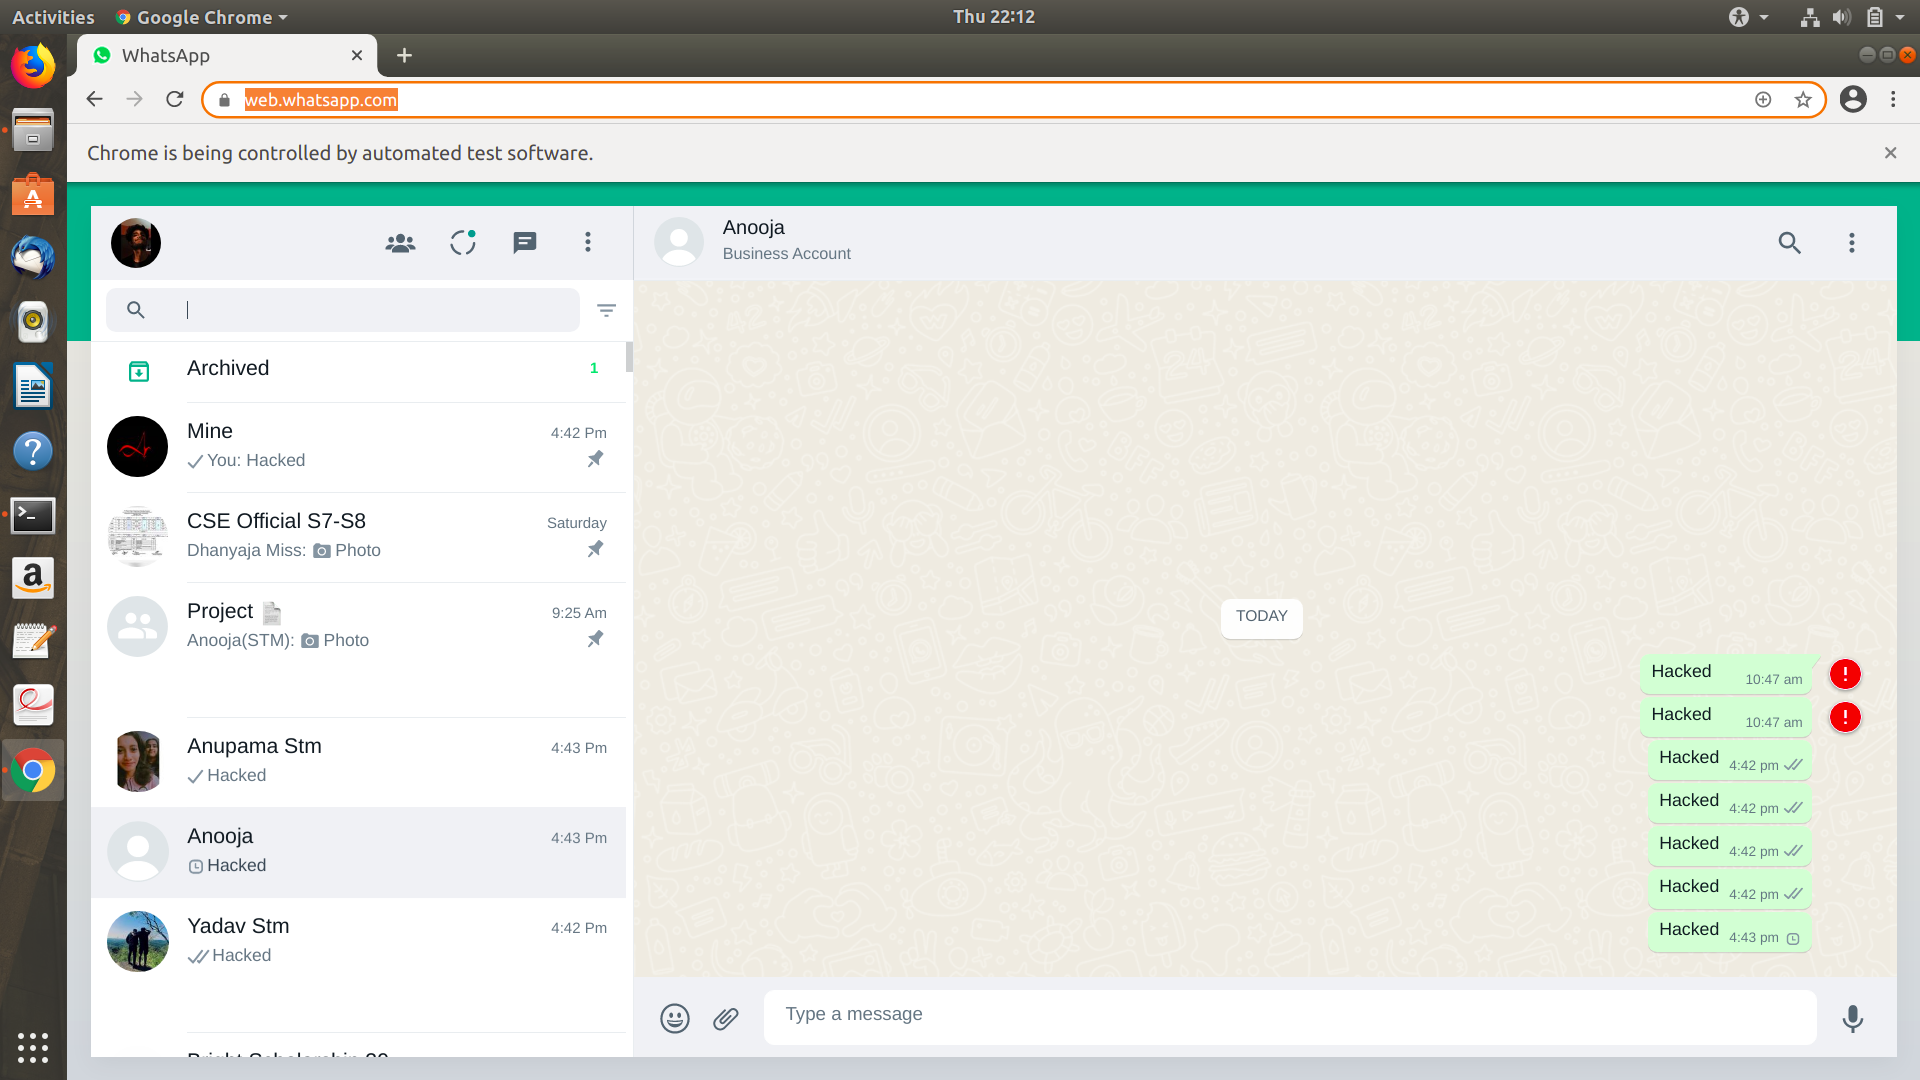 Activities
Google Chrome
Thu 22:12
WhatsApp
web.whatsapp.com
Chrome is being controlled by automated test software.
Anooja
Business Account
Archived
1
Mine
4:42 Pm
You: Hacked
CSE Official S7-S8
Saturday
Dhanyaja Miss: Photo
Project
9:25 Am
Anooja(STM): Photo
Anupama Stm
4:43 Pm
Hacked
Anooja
4:43 Pm
Hacked
Yadav Stm
4:42 Pm
Hacked
TODAY
Hacked 10:47 am
Hacked 10:47 am
Hacked 4:42 pm
Hacked 4:42 pm
Hacked 4:42 pm
Hacked 4:42 pm
Hacked 4:43 pm
Type a message